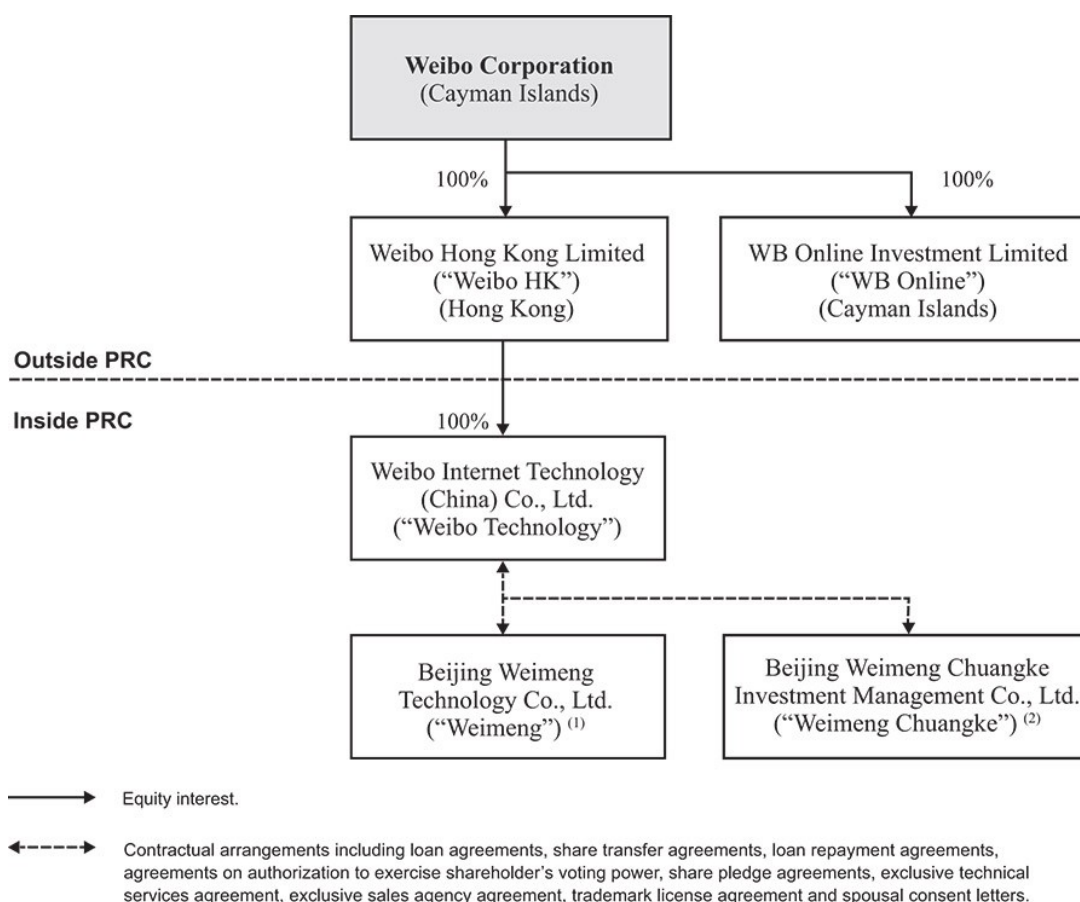 Weibo Corporation
(Cayman Islands)
100%
100%
Weibo Hong Kong Limited
(“Weibo HK”)
(Hong Kong)
WB Online Investment Limited
(“WB Online”)
(Cayman Islands)
Outside PRC
Inside PRC
100%
Weibo Internet Technology
(China) Co., Ltd.
(“Weibo Technology”)
Beijing Weimeng
Technology Co., Ltd.
(“Weimeng”) (1)
Beijing Weimeng Chuangke
Investment Management Co., Ltd.
(“Weimeng Chuangke”) (2)
Equity interest.
Contractual arrangements including loan agreements, share transfer agreements, loan repayment agreements,
agreements on authorization to exercise shareholder’s voting power, share pledge agreements, exclusive technical
services agreement, exclusive sales agency agreement, trademark license agreement and spousal consent letters.